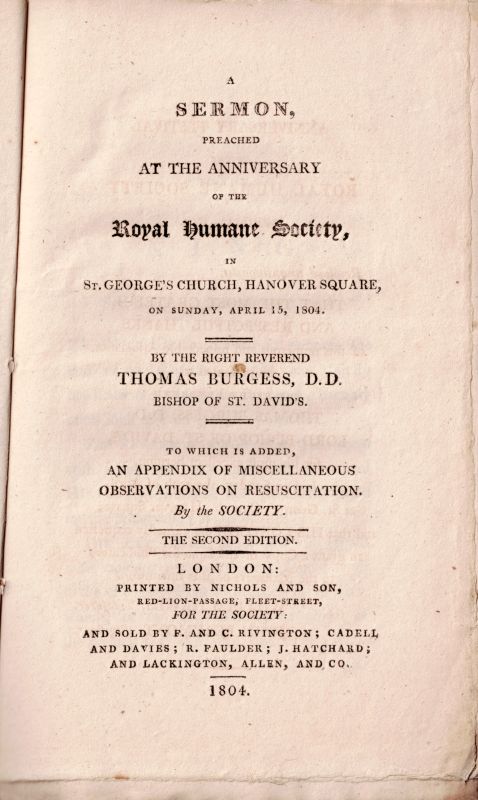 A
SERMON,
PREACHED
AT THE ANNIVERSARY
OF THE
Royal Humane Society,
IN
ST. GEORGE'S CHURCH, HANOVER SQUARE,
ON SUNDAY, APRIL 15, 1804.
BY THE RIGHT REVEREND
THOMAS BURGESS, D.D.
BISHOP OF ST. DAVID'S.
TO WHICH IS ADDED,
AN APPENDIX OF MISCELLANEOUS
OBSERVATIONS ON RESUSCITATION.
By the SOCIETY.
THE SECOND EDITION.
LONDON:
PRINTED BY NICHOLS AND SON,
RED-LION-PASSAGE, FLEET-STREET,
FOR THE SOCIETY:
AND SOLD BY F. AND C. RIVINGTON; CADELL
AND DAVIES; R. FAULDER; J. HATCHARD;
AND LACKINGTON, ALLEN, AND CO.
1804.